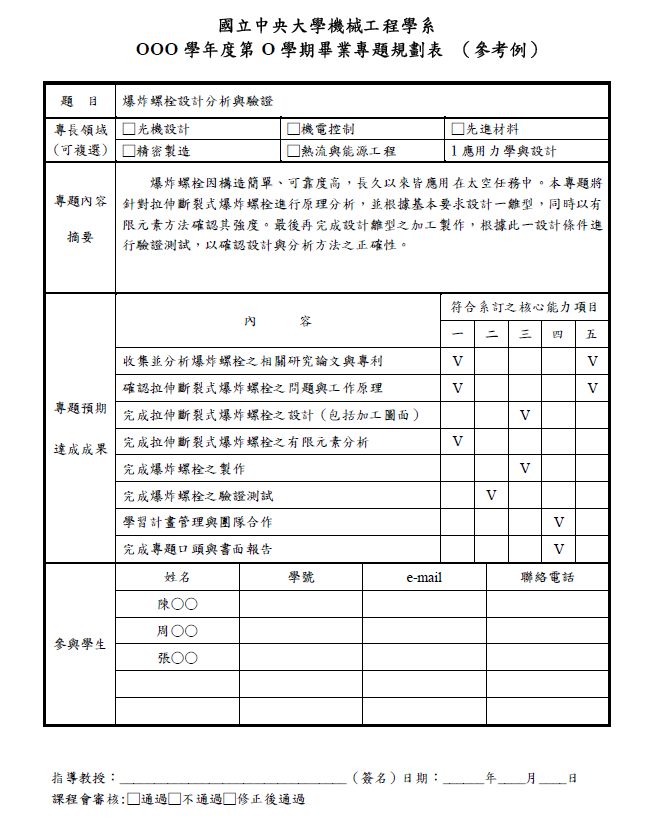 國立中央大學機械工程學系
OOO 學年度第 O 學期畢業專題規劃表 （參考例）
題 目 爆炸螺栓設計分析與驗證
專長領域 □光機設計 □機電控制 □先進材料
(可複選) □精密製造 □熱流與能源工程 1 應用力學與設計
專題內容
摘要
爆炸螺栓因構造簡單、可靠度高，長久以來皆應用在太空任務中。本專題將
針對拉伸斷裂式爆炸螺栓進行原理分析，並根據基本要求設計一離型，同時以有
限元素方法確認其強度。最後再完成設計離型之加工製作，根據此一設計條件進
行驗證測試，以確認設計與分析方法之正確性。
專題預期
達成成果
內 容 符合系訂之核心能力項目
一 二 三 四 五
收集並分析爆炸螺栓之相關研究論文與專利 V V
確認拉伸斷裂式爆炸螺栓之問題與工作原理 V V
完成拉伸斷裂式爆炸螺栓之設計（包括加工圖面） V
完成拉伸斷裂式爆炸螺栓之有限元素分析 V
完成爆炸螺栓之製作 V
完成爆炸螺栓之驗證測試 V
學習計畫管理與團隊合作 V
完成專題口頭與書面報告 V
參與學生
姓名 學號 e-mail 聯絡電話
陳○○
周○○
張○○
指導教授：______________________________（簽名）日期：______年____月____日
課程會審核:□通過□不通過□修正後通過